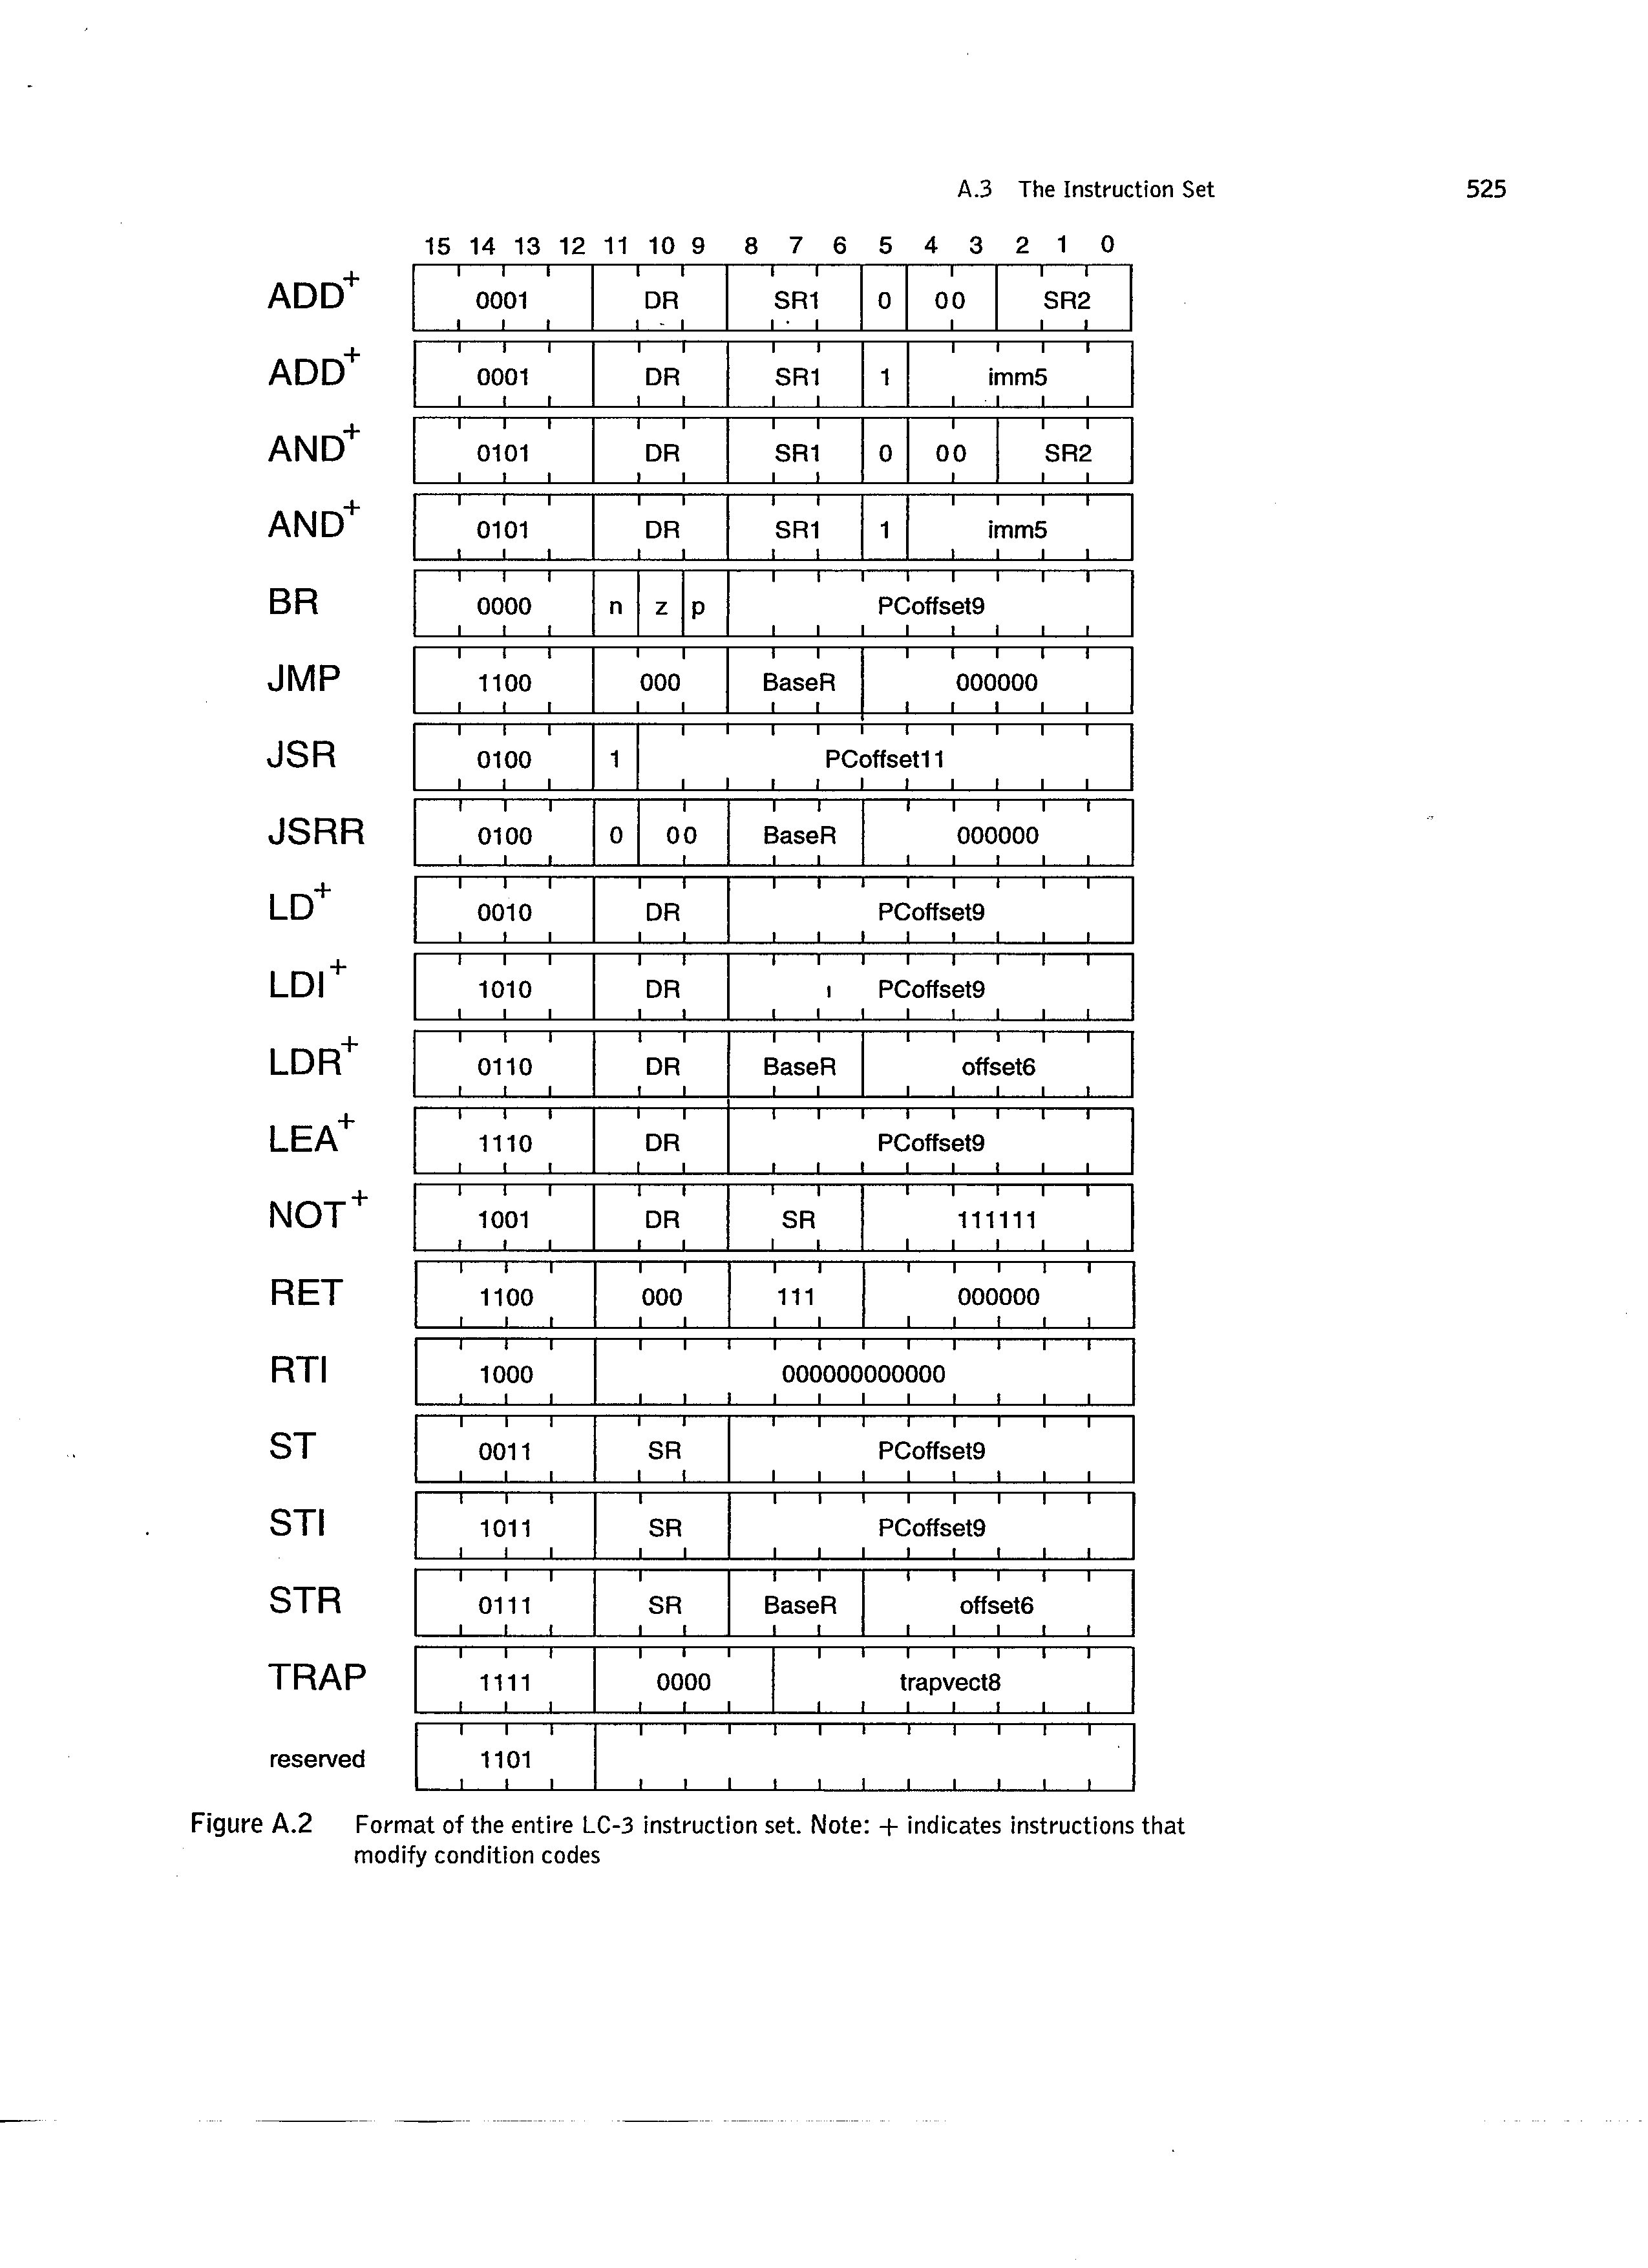 A.3 The Instruction Set 525
15 14 13 12 11 10 9 8 7 6 5 4 3 2 1 0
ADD+ 0001 DR SR1 0 00 SR2
ADD+ 0001 DR SR1 1 imm5
AND+ 0101 DR SR1 0 00 SR2
AND+ 0101 DR SR1 1 imm5
BR 0000 n z p PCoffset9
JMP 1100 000 BaseR 000000
JSR 0100 1 PCoffset11
JSRR 0100 0 00 BaseR 000000
LD+ 0010 DR PCoffset9
LDI+ 1010 DR PCoffset9
LDR+ 0110 DR BaseR offset6
LEA+ 1110 DR PCoffset9
NOT+ 1001 DR SR 111111
RET 1100 000 111 000000
RTI 1000 000000000000
ST 0011 SR PCoffset9
STI 1011 SR PCoffset9
STR 0111 SR BaseR offset6
TRAP 1111 0000 trapvect8
reserved 1101
Figure A.2 Format of the entire LC-3 instruction set. Note: + indicates instructions that
modify condition codes